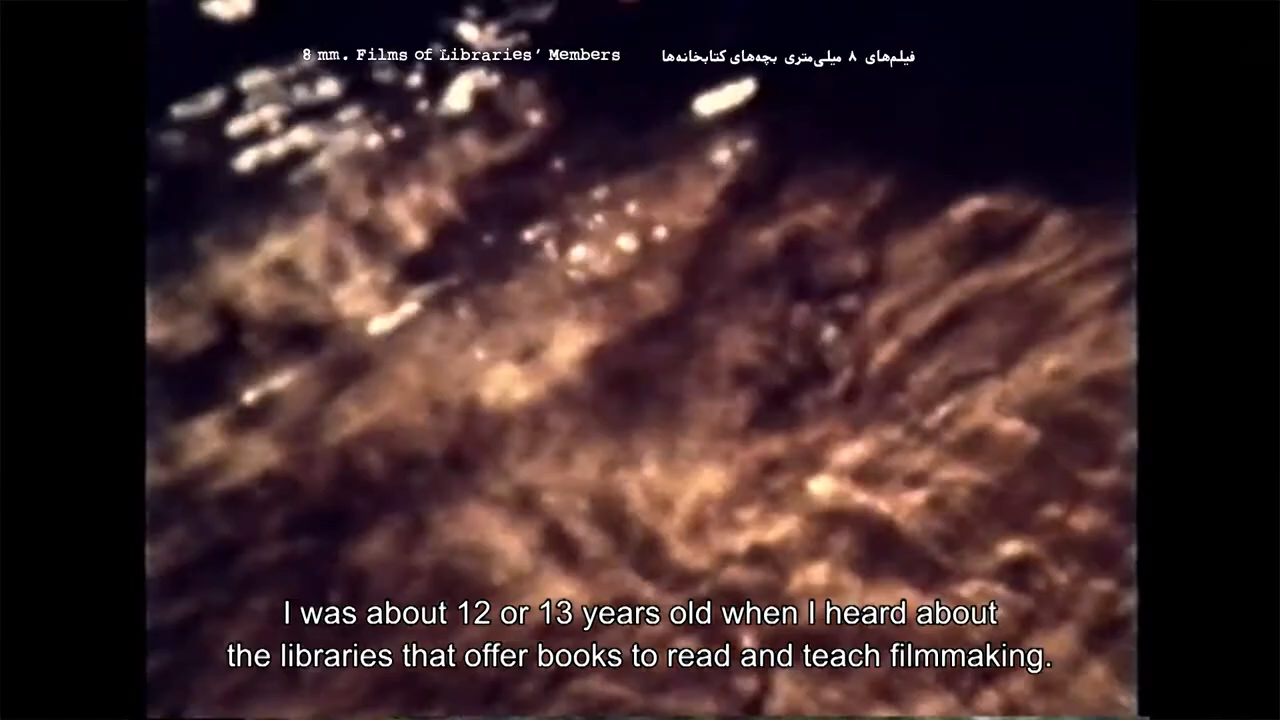 8 mm. Films of Libraries' Members
فیلم‌های ۸ میلی‌متری بچه‌های کتابخانه‌ها
I was about 12 or 13 years old when I heard about
the libraries that offer books to read and teach filmmaking.